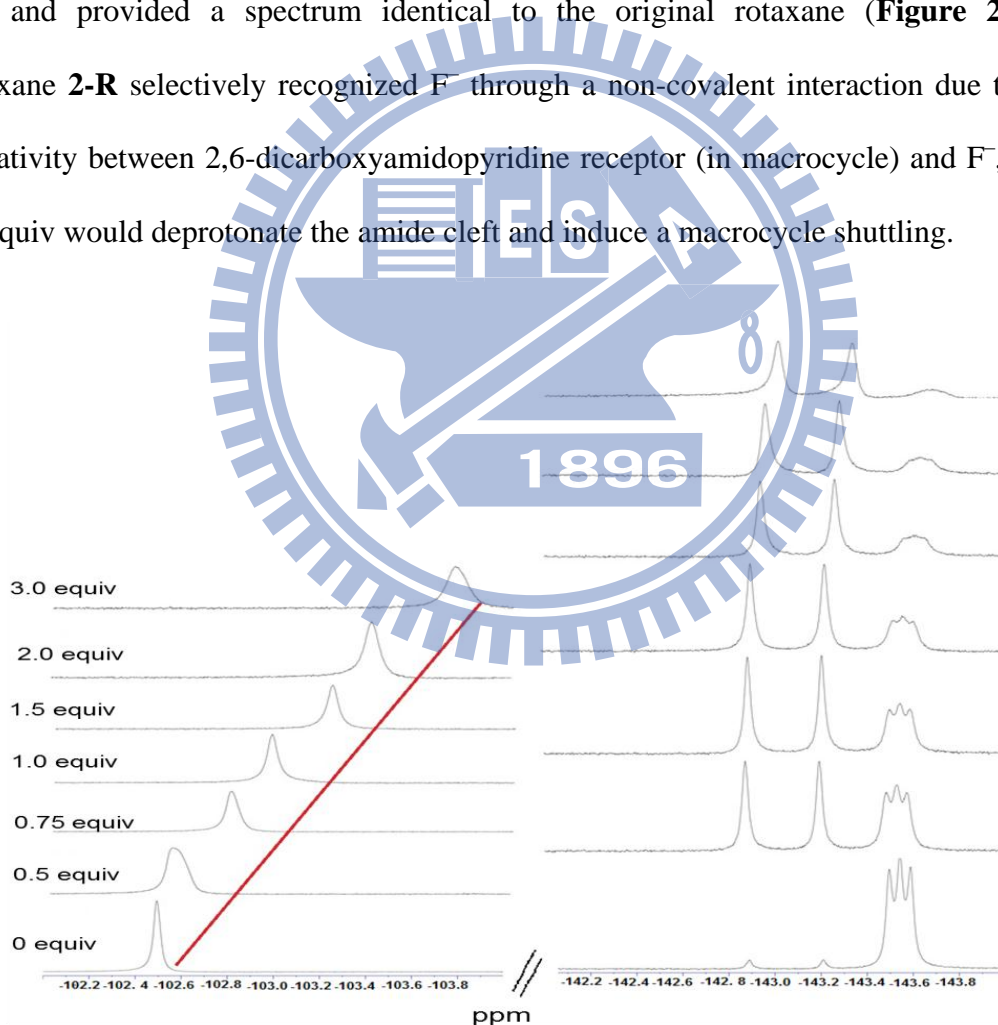 and provided a spectrum identical to the original rotaxane (Figure 2
xane 2-R selectively recognized F⁻ through a non-covalent interaction due t
ativity between 2,6-dicarboxyamidopyridine receptor (in macrocycle) and F⁻,
quiv would deprotonate the amide cleft and induce a macrocycle shuttling.
E S A
8
1896
3.0 equiv
2.0 equiv
1.5 equiv
1.0 equiv
0.75 equiv
0.5 equiv
0 equiv
-102.2 -102.4 -102.6 -102.8 -103.0 -103.2 -103.4 -103.6 -103.8
-142.2 -142.4 -142.6 -142.8 -143.0 -143.2 -143.4 -143.6 -143.8
ppm